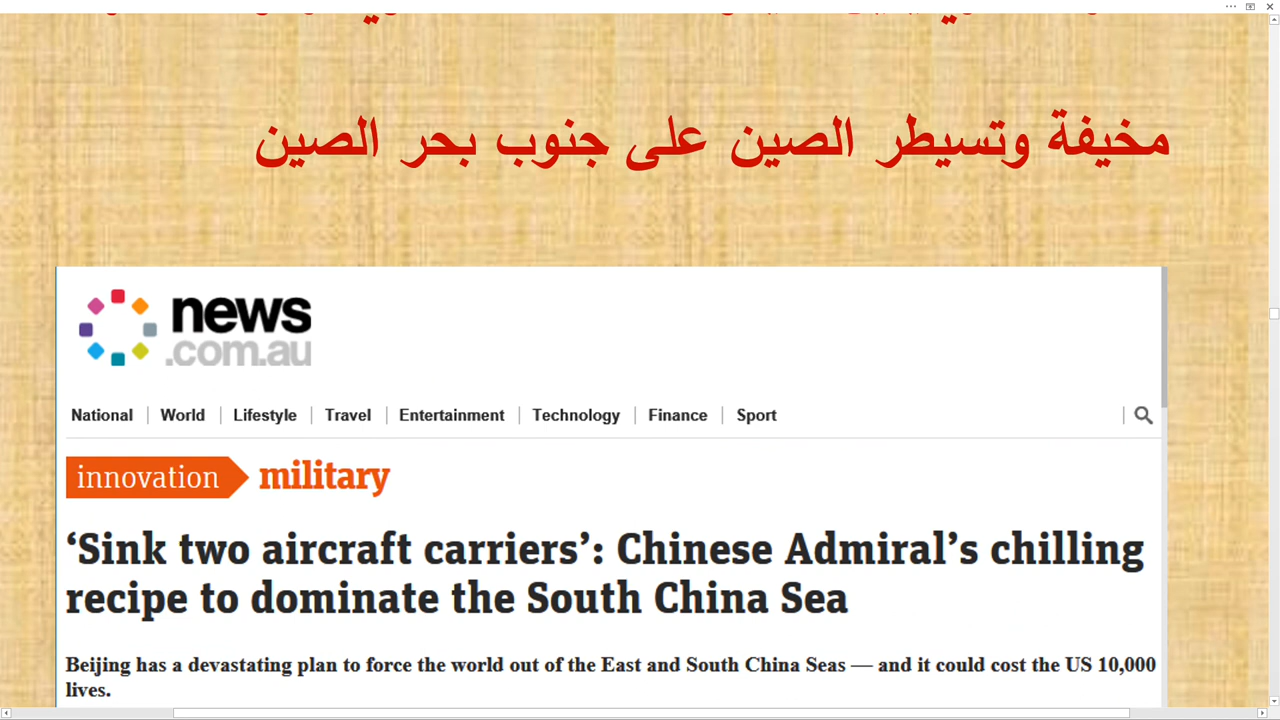 مخيفة وتسيطر الصين على جنوب بحر الصين
news
.com.au
National | World | Lifestyle | Travel | Entertainment | Technology | Finance | Sport
innovation military
‘Sink two aircraft carriers’: Chinese Admiral’s chilling
recipe to dominate the South China Sea
Beijing has a devastating plan to force the world out of the East and South China Seas — and it could cost the US 10,000
lives.